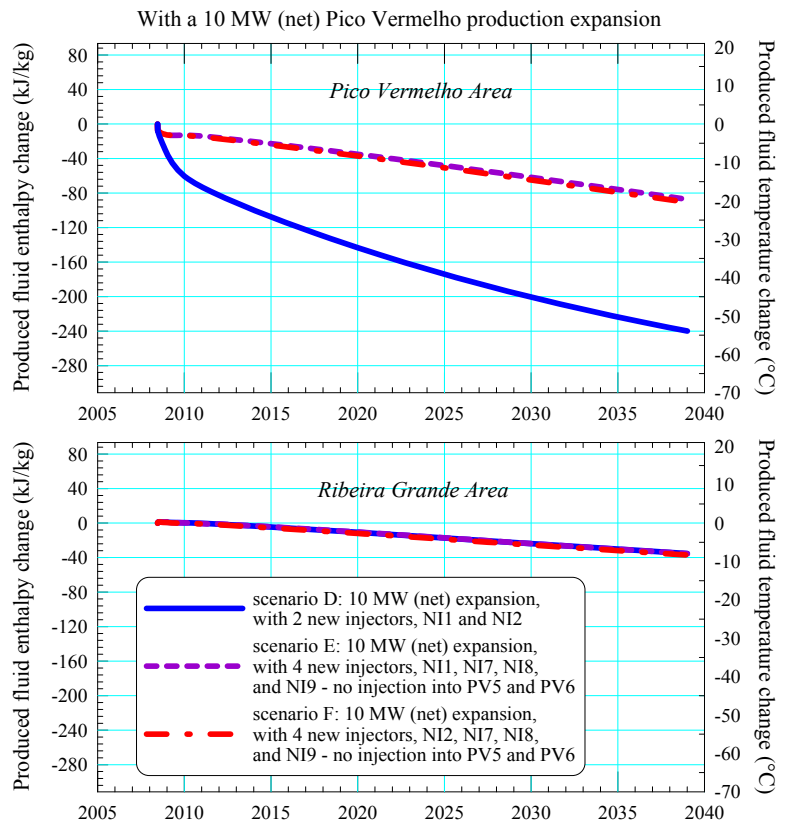 With a 10 MW (net) Pico Vermelho production expansion
Produced fluid enthalpy change (kJ/kg)
80
40
0
-40
-80
-120
-160
-200
-240
-280
Pico Vermelho Area
20
10
0
-10
-20
-30
-40
-50
-60
-70
Produced fluid temperature change (°C)
2005 2010 2015 2020 2025 2030 2035 2040
Produced fluid enthalpy change (kJ/kg)
80
40
0
-40
-80
-120
-160
-200
-240
-280
Ribeira Grande Area
scenario D: 10 MW (net) expansion,
with 2 new injectors, NI1 and NI2
scenario E: 10 MW (net) expansion,
with 4 new injectors, NI1, NI7, NI8,
and NI9 - no injection into PV5 and PV6
scenario F: 10 MW (net) expansion,
with 4 new injectors, NI2, NI7, NI8,
and NI9 - no injection into PV5 and PV6
20
10
0
-10
-20
-30
-40
-50
-60
-70
Produced fluid temperature change (°C)
2005 2010 2015 2020 2025 2030 2035 2040